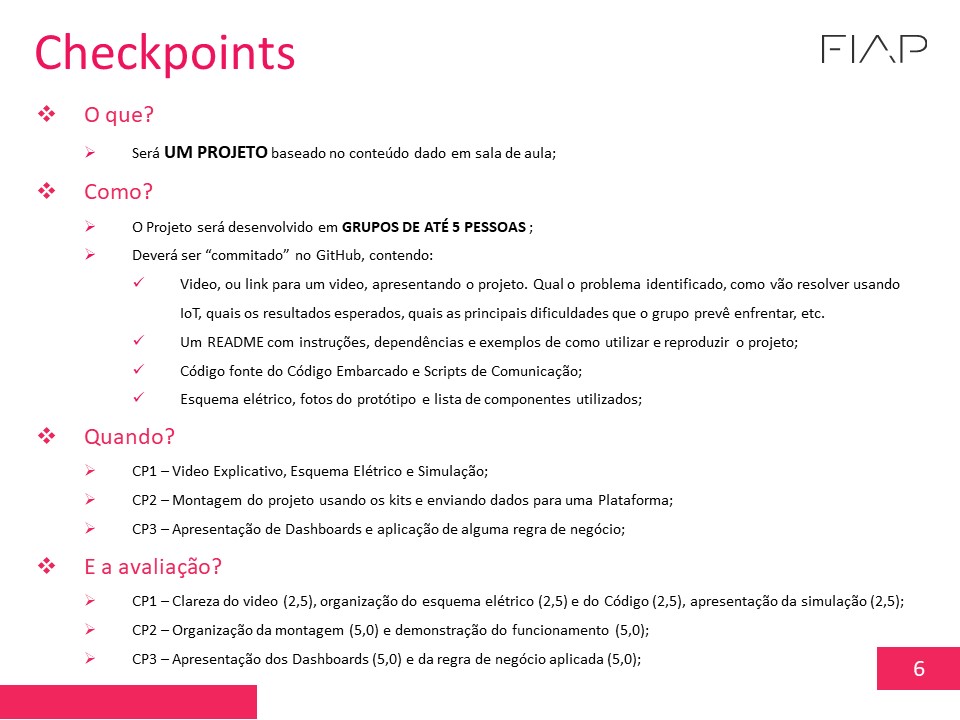 Checkpoints
FIAP
O que?
Será UM PROJETO baseado no conteúdo dado em sala de aula;
Como?
O Projeto será desenvolvido em GRUPOS DE ATÉ 5 PESSOAS ;
Deverá ser “commitado” no GitHub, contendo:
Video, ou link para um video, apresentando o projeto. Qual o problema identificado, como vão resolver usando
IoT, quais os resultados esperados, quais as principais dificuldades que o grupo prevê enfrentar, etc.
Um README com instruções, dependências e exemplos de como utilizar e reproduzir o projeto;
Código fonte do Código Embarcado e Scripts de Comunicação;
Esquema elétrico, fotos do protótipo e lista de componentes utilizados;
Quando?
CP1 – Video Explicativo, Esquema Elétrico e Simulação;
CP2 – Montagem do projeto usando os kits e enviando dados para uma Plataforma;
CP3 – Apresentação de Dashboards e aplicação de alguma regra de negócio;
E a avaliação?
CP1 – Clareza do video (2,5), organização do esquema elétrico (2,5) e do Código (2,5), apresentação da simulação (2,5);
CP2 – Organização da montagem (5,0) e demonstração do funcionamento (5,0);
CP3 – Apresentação dos Dashboards (5,0) e da regra de negócio aplicada (5,0);
6